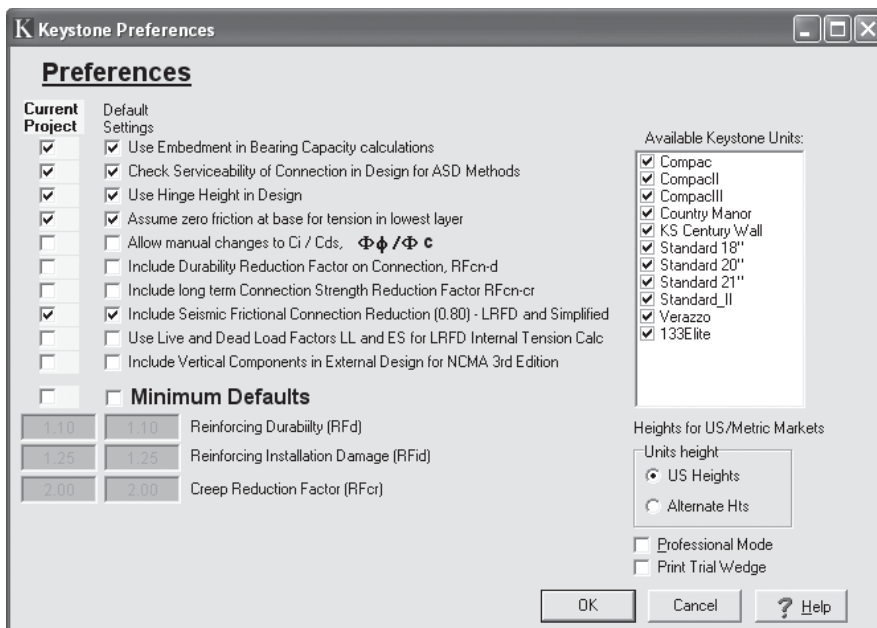 K Keystone Preferences
Preferences
Current Project
Default Settings
Use Embedment in Bearing Capacity calculations
Check Serviceability of Connection in Design for ASD Methods
Use Hinge Height in Design
Assume zero friction at base for tension in lowest layer
Allow manual changes to Ci / Cds, Φϕ /Φ c
Include Durability Reduction Factor on Connection, RFcn-d
Include long term Connection Strength Reduction Factor RFcn-cr
Include Seismic Frictional Connection Reduction (0.80) - LRFD and Simplified
Use Live and Dead Load Factors LL and ES for LRFD Internal Tension Calc
Include Vertical Components in External Design for NCMA 3rd Edition
Minimum Defaults
1.10 1.10 Reinforcing Durabiilty (RFd)
1.25 1.25 Reinforcing Installation Damage (RFid)
2.00 2.00 Creep Reduction Factor (RFcr)
Available Keystone Units:
Compac
CompacII
CompacIII
Country Manor
KS Century Wall
Standard 18"
Standard 20"
Standard 21"
Standard_II
Verazzo
133Elite
Heights for US/Metric Markets
Units height
US Heights
Alternate Hts
Professional Mode
Print Trial Wedge
OK
Cancel
? Help